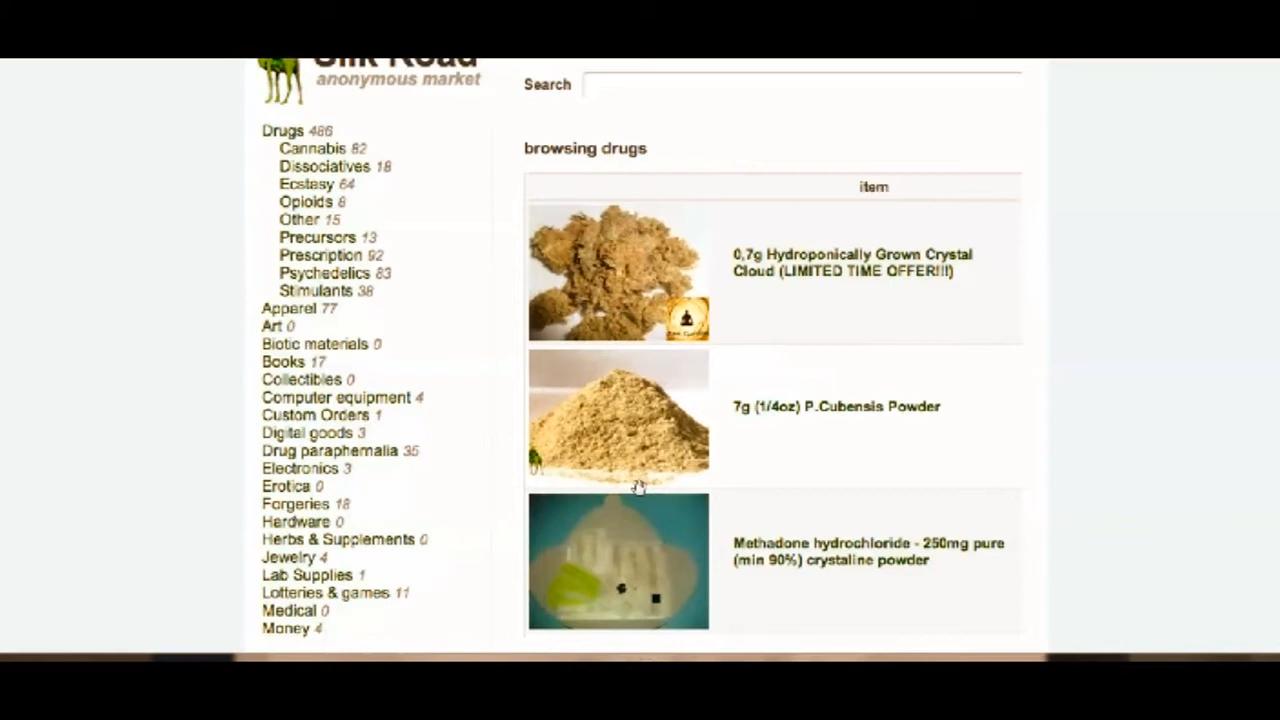 Silk Road
anonymous market
Search
Drugs 486
Cannabis 82
Dissociatives 18
Ecstasy 64
Opioids 8
Other 15
Precursors 13
Prescription 92
Psychedelics 83
Stimulants 38
Apparel 77
Art 0
Biotic materials 0
Books 17
Collectibles 0
Computer equipment 4
Custom Orders 1
Digital goods 3
Drug paraphernalia 35
Electronics 3
Erotica 0
Forgeries 18
Hardware 0
Herbs & Supplements 0
Jewelry 4
Lab Supplies 1
Lotteries & games 11
Medical 0
Money 4
browsing drugs
item
0,7g Hydroponically Grown Crystal
Cloud (LIMITED TIME OFFER!!!)
7g (1/4oz) P.Cubensis Powder
Methadone hydrochloride - 250mg pure
(min 90%) crystaline powder